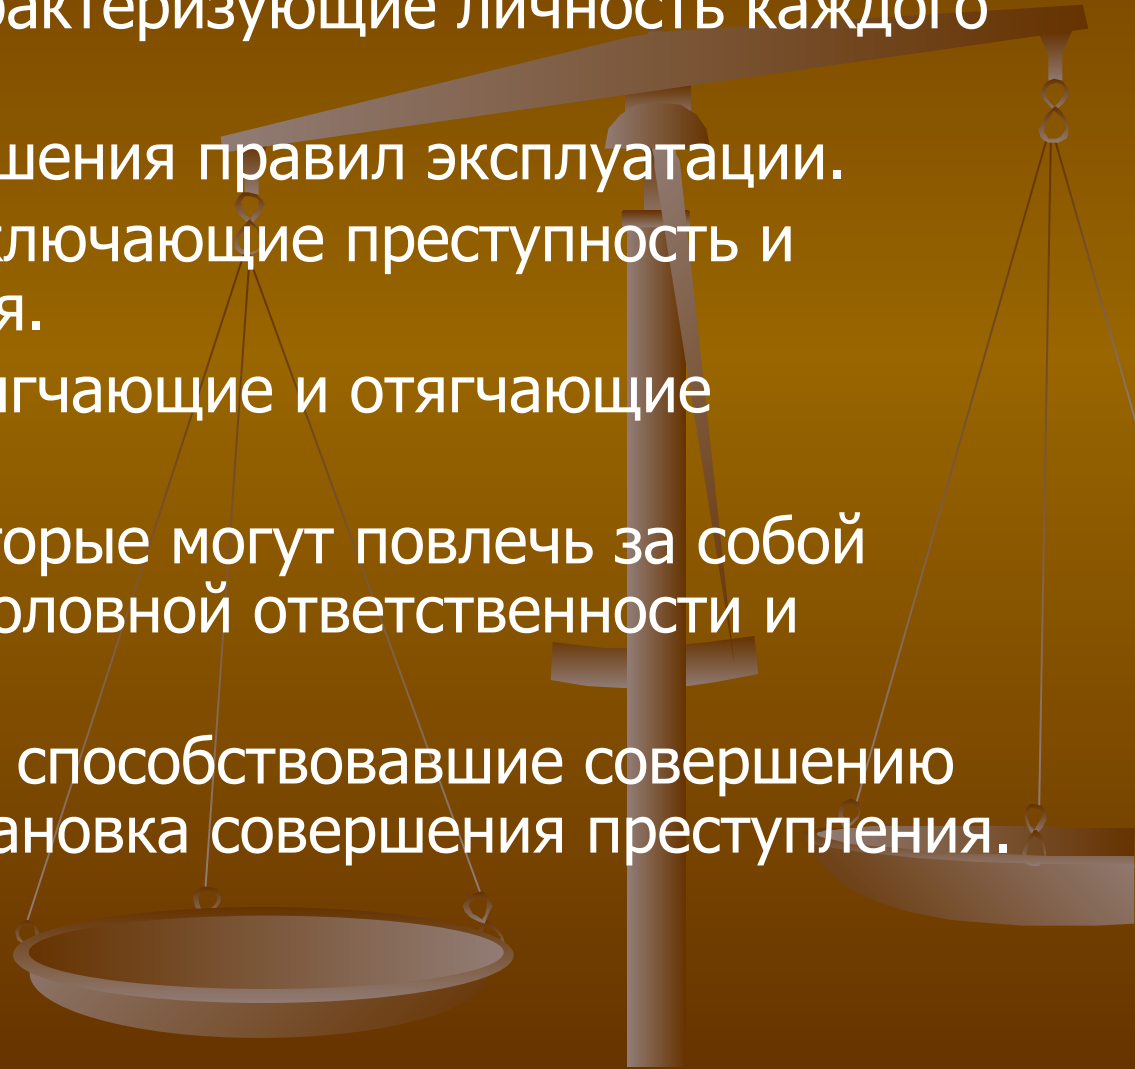 рактеризующие личность каждого
шения правил эксплуатации.
ключающие преступность и
я.
ягчающие и отягчающие
торые могут повлечь за собой
оловной ответственности и
способствовавшие совершению
ановка совершения преступления.